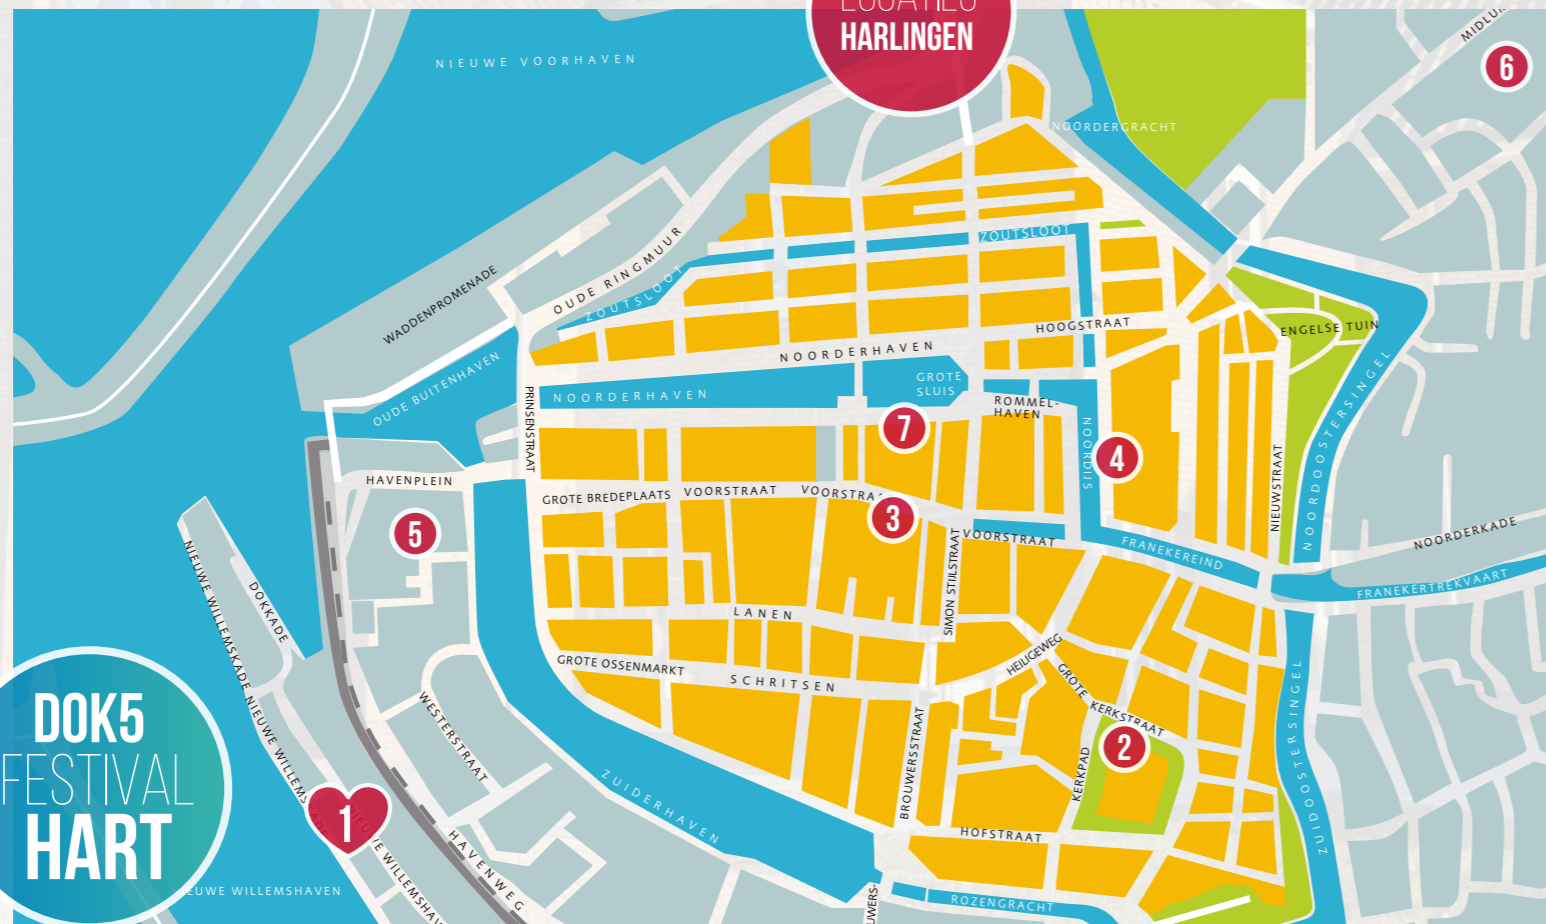 LOCATIES
HARLINGEN
NIEUWE VOORHAVEN
6
NOORDERGRACHT
OUDE RINGMUUR
ZOUTSLOOT
ZOUTSLOOT
WADDENPROMENADE
ENGELSE TUIN
HOOGSTRAAT
NOORDERHAVEN
OUDE BUITENHAVEN
GROTE
SLUIS
NOORDERHAVEN
PRINSENSTRAAT
ROMMEL-
HAVEN
7
4
NOORDIJS
NIEUWSTRAAT
NOORDOOSTERSINGEL
HAVENPLEIN
GROTE BREDEPLAATS
VOORSTRAAT
VOORSTRAAT
3
5
VOORSTRAAT
FRANEKEREIND
NOORDERKADE
FRANEKERTREKVAART
SIMON STIJLSTRAAT
NIEUWE WILLEMSKADE
DOKKADE
LANEN
GROTE OSSENMARKT
SCHRITSEN
HEILIGEWEG
GROTE
KERKSTRAAT
2
KERKPAD
BROUWERSSTRAAT
ZUIDOOSTERSINGEL
WESTERSTRAAT
NIEUWE WILLEMSKADE
DOK5
FESTIVAL
HART
1
ZUIDERHAVEN
HAVENWEG
HOFSTRAAT
ROZENGRACHT